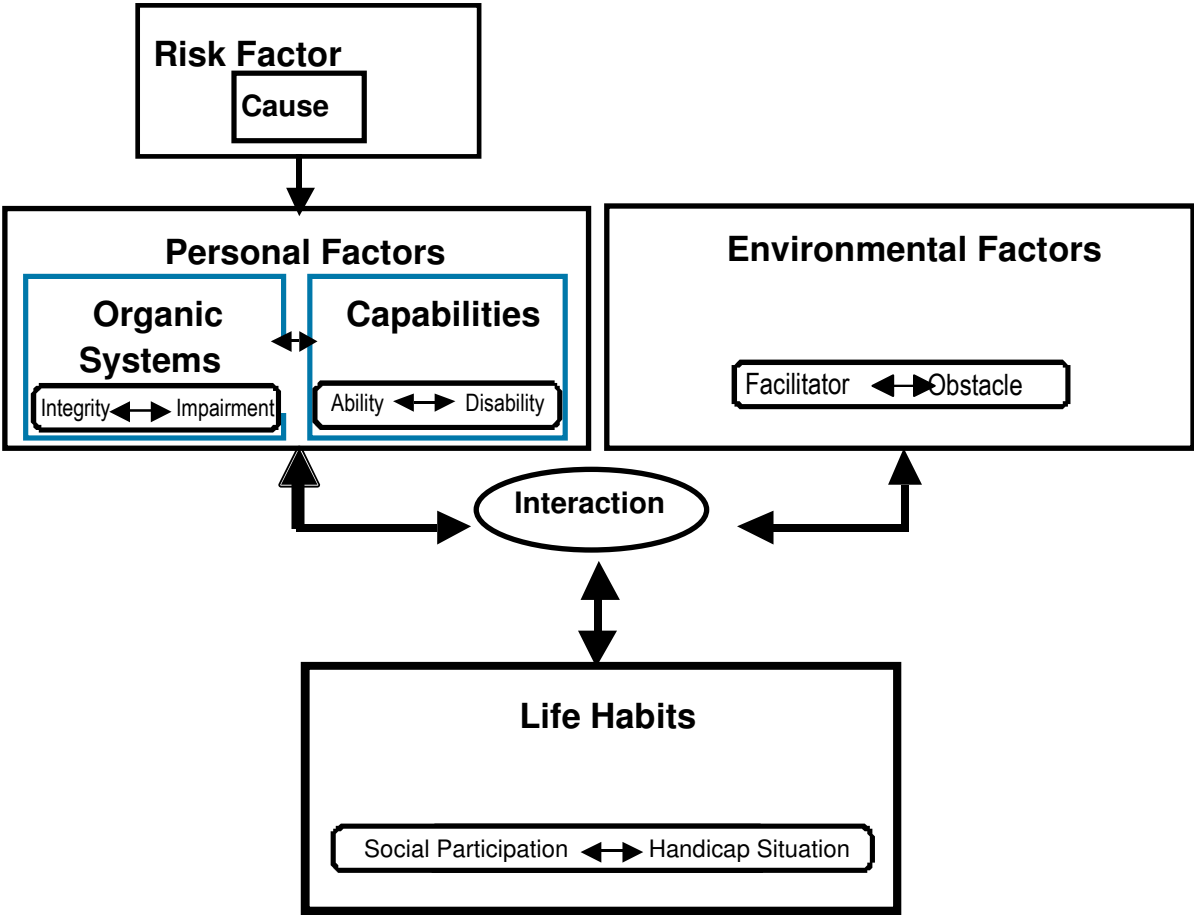 Risk Factor
Cause
Personal Factors
Organic
Systems
Integrity Impairment
Capabilities
Ability Disability
Environmental Factors
Facilitator Obstacle
Interaction
Life Habits
Social Participation Handicap Situation